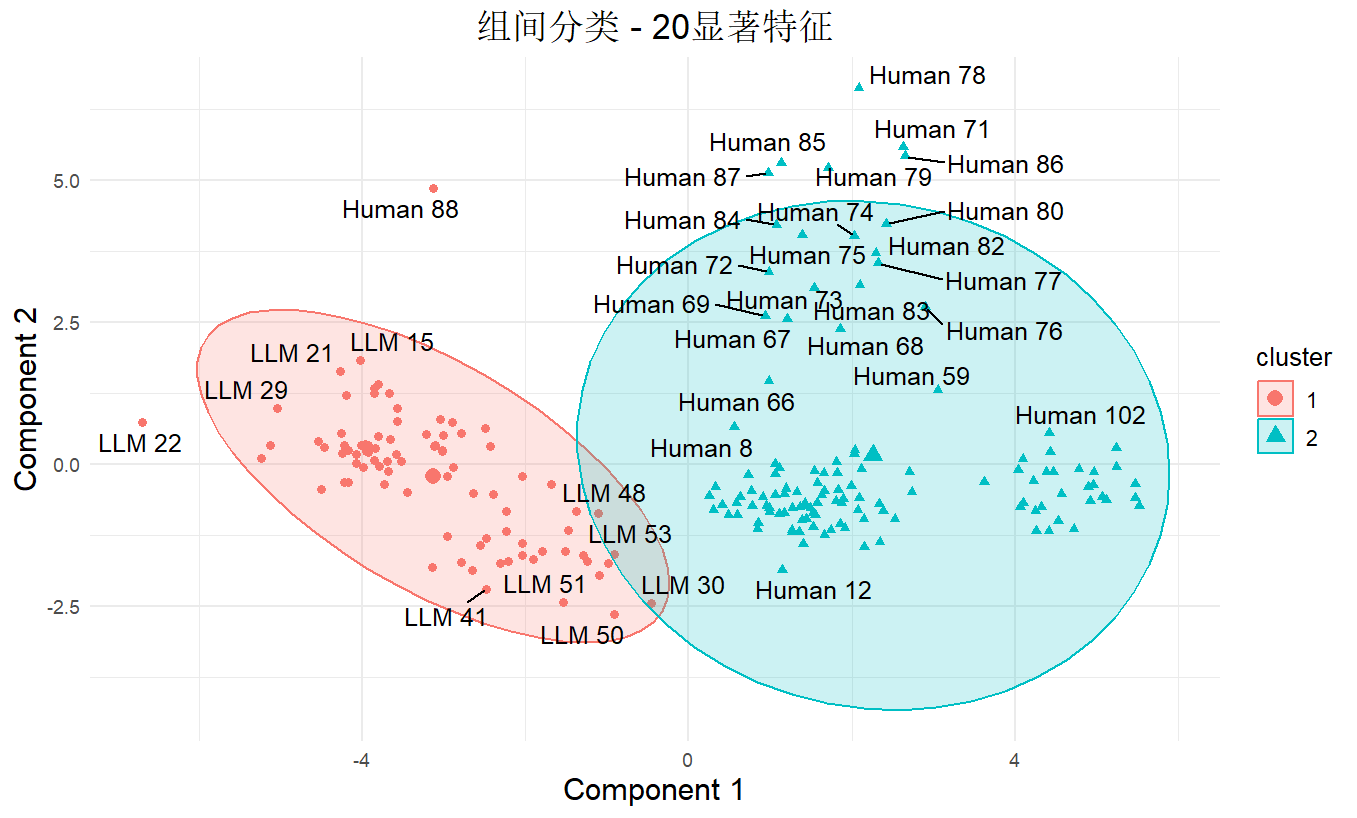 组间分类 - 20显著特征
Human 78
Human 71
Human 85
Human 86
Human 87
Human 79
Human 88
Human 74
Human 80
Human 84
Human 82
Human 75
Human 72
Human 77
Human 69
Human 73
Human 83
Human 76
Human 67
Human 68
LLM 15
LLM 21
Human 59
LLM 29
Human 66
Human 102
LLM 22
Human 8
LLM 48
LLM 53
LLM 51
LLM 30
Human 12
LLM 41
LLM 50
5.0
2.5
0.0
-2.5
Component 2
-4
0
4
Component 1
cluster
1
2